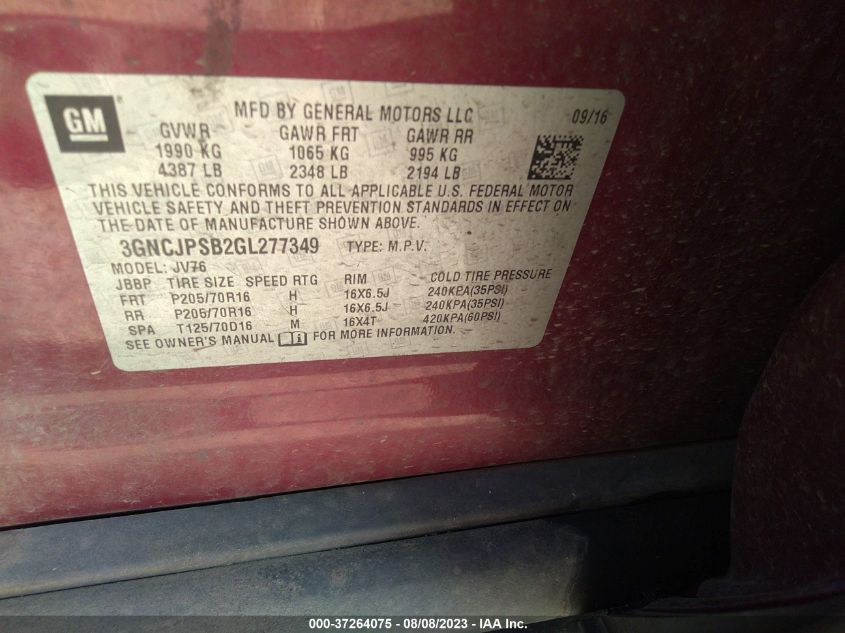 GM
MFD BY GENERAL MOTORS LLC 09/16
GVWR GAWR FRT GAWR RR
1990 KG 1065 KG 995 KG
4387 LB 2348 LB 2194 LB
THIS VEHICLE CONFORMS TO ALL APPLICABLE U.S. FEDERAL MOTOR
VEHICLE SAFETY AND THEFT PREVENTION STANDARDS IN EFFECT ON
THE DATE OF MANUFACTURE SHOWN ABOVE.
3GNCJPSB2GL277349 TYPE: M.P.V.
MODEL: JV76
JBBP TIRE SIZE SPEED RTG RIM COLD TIRE PRESSURE
FRT P205/70R16 H 16X6.5J 240KPA(35PSI)
RR P205/70R16 H 16X6.5J 240KPA(35PSI)
SPA T125/70D16 M 16X4T 420KPA(60PSI)
SEE OWNER'S MANUAL FOR MORE INFORMATION.
000-37264075 - 08/08/2023 - IAA Inc.